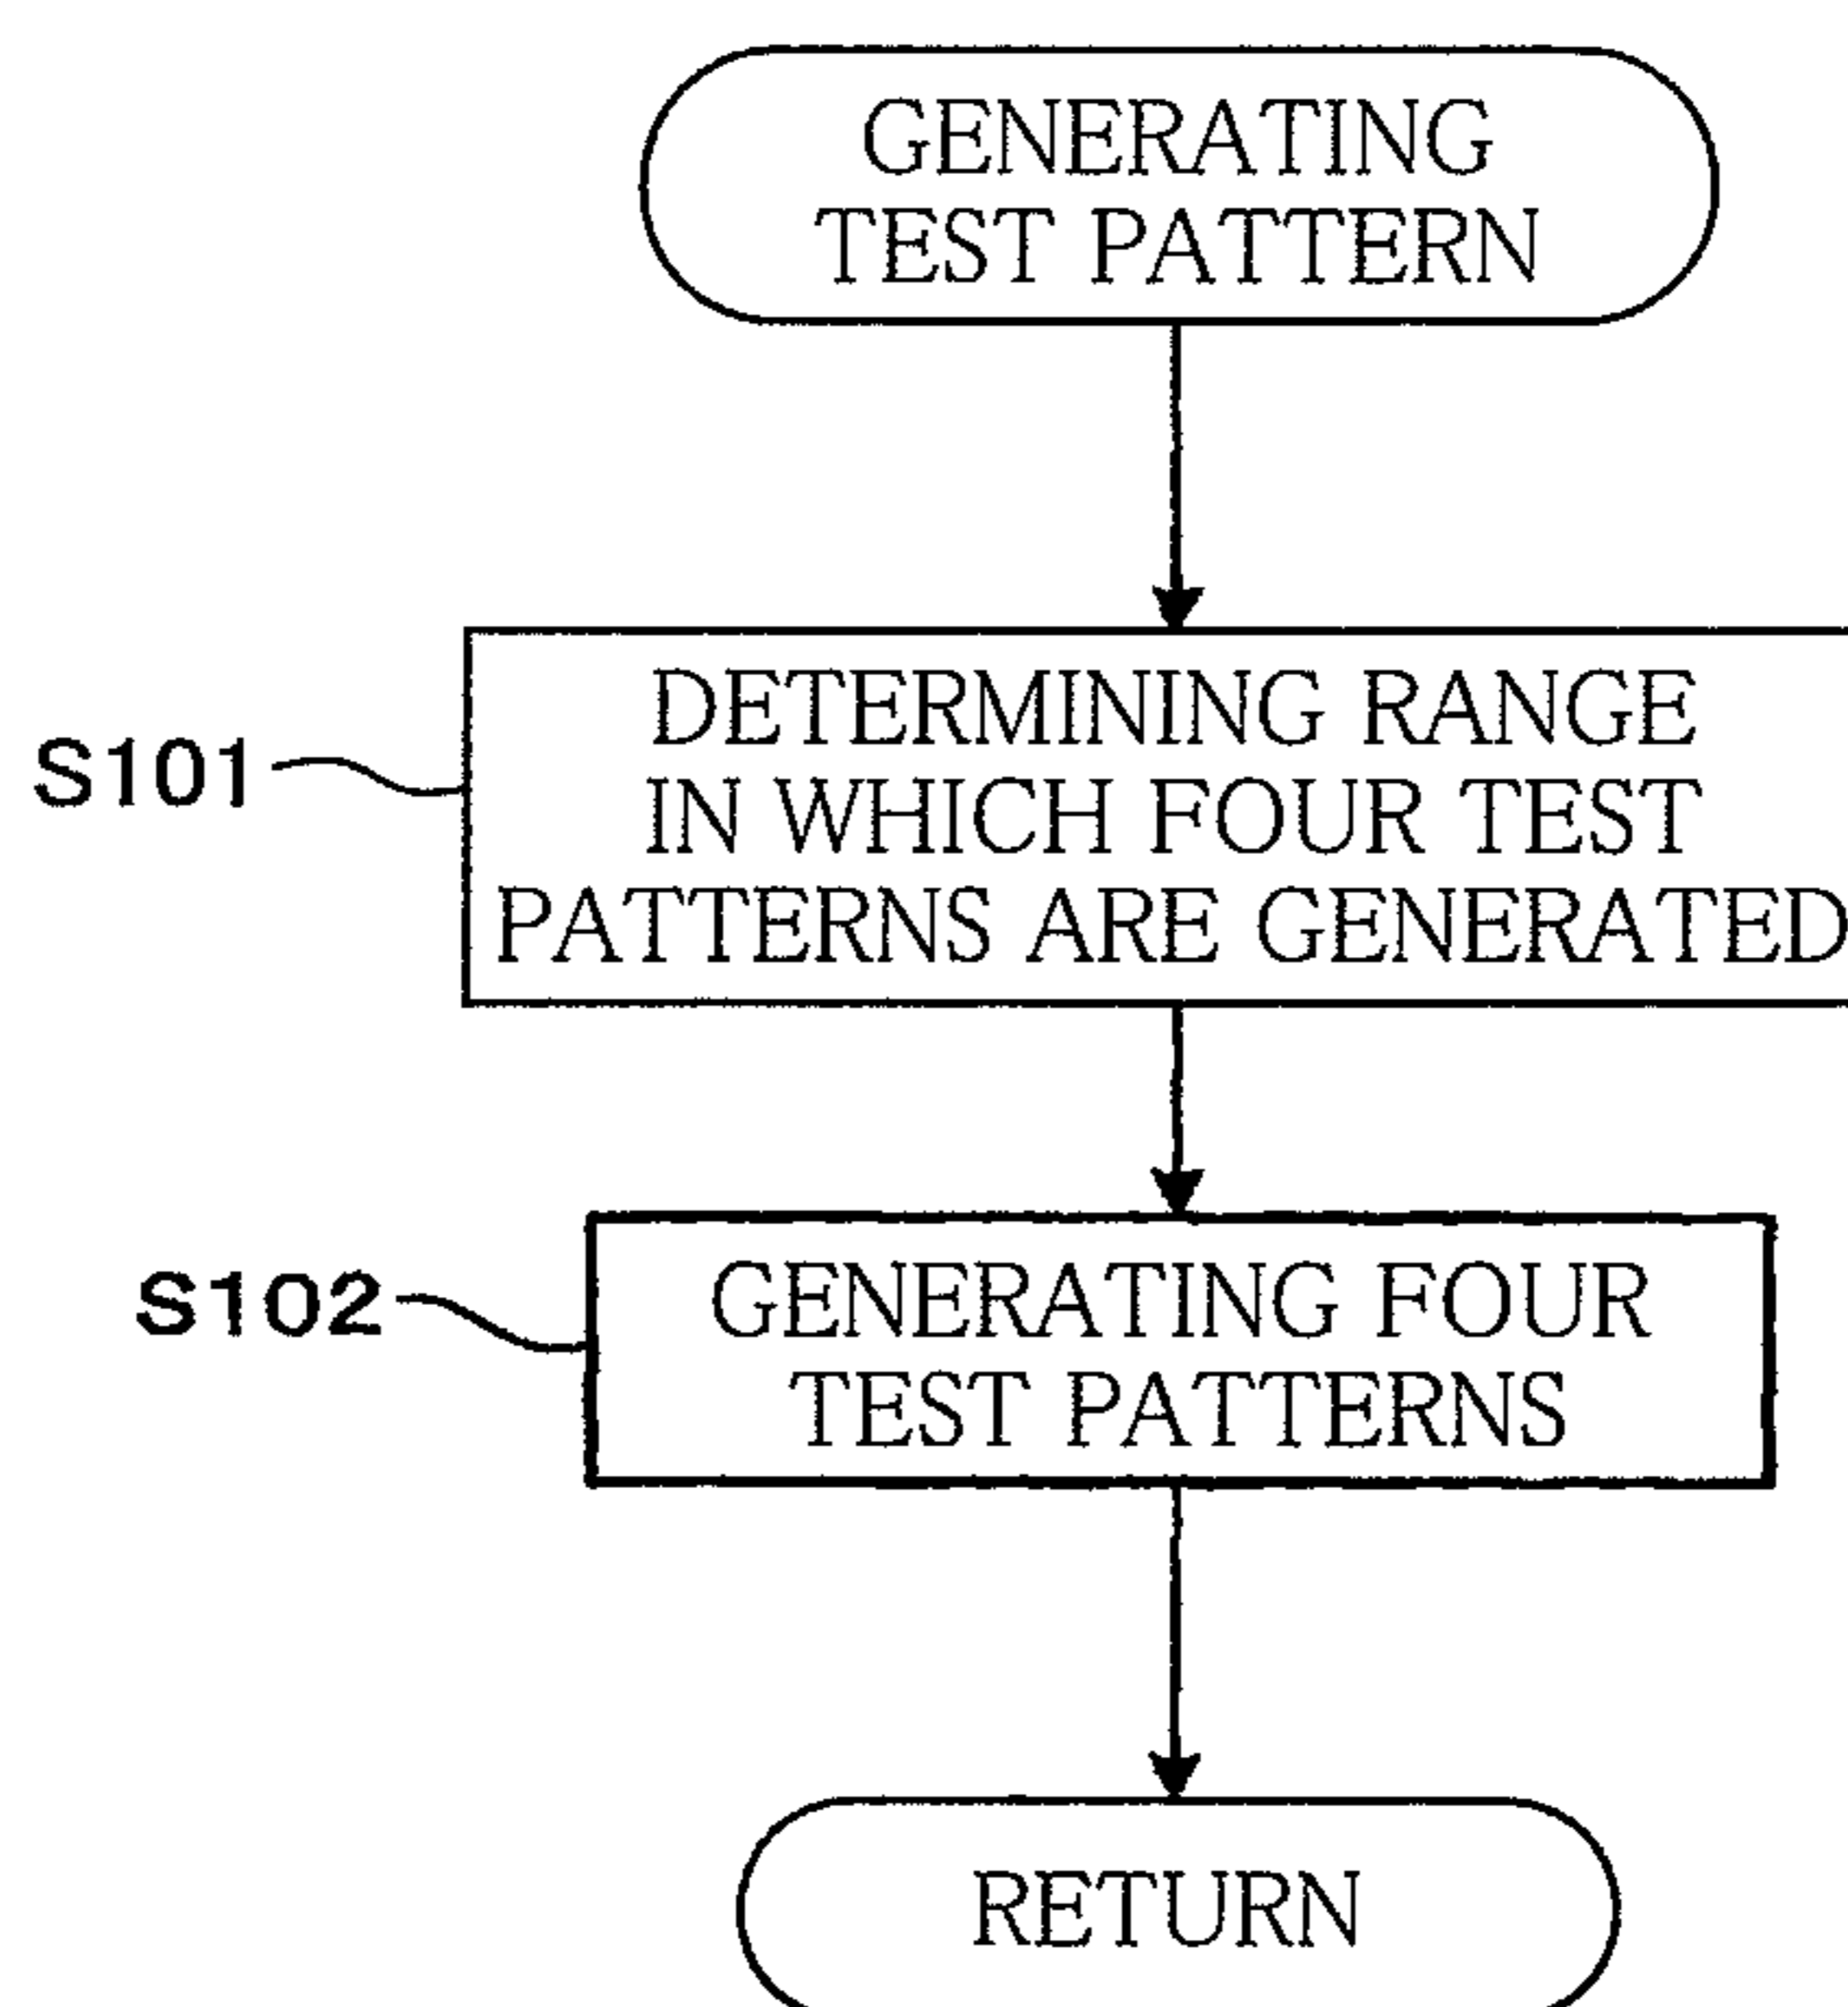 GENERATING
TEST PATTERN
S101
DETERMINING RANGE
IN WHICH FOUR TEST
PATTERNS ARE GENERATED
S102
GENERATING FOUR
TEST PATTERNS
RETURN